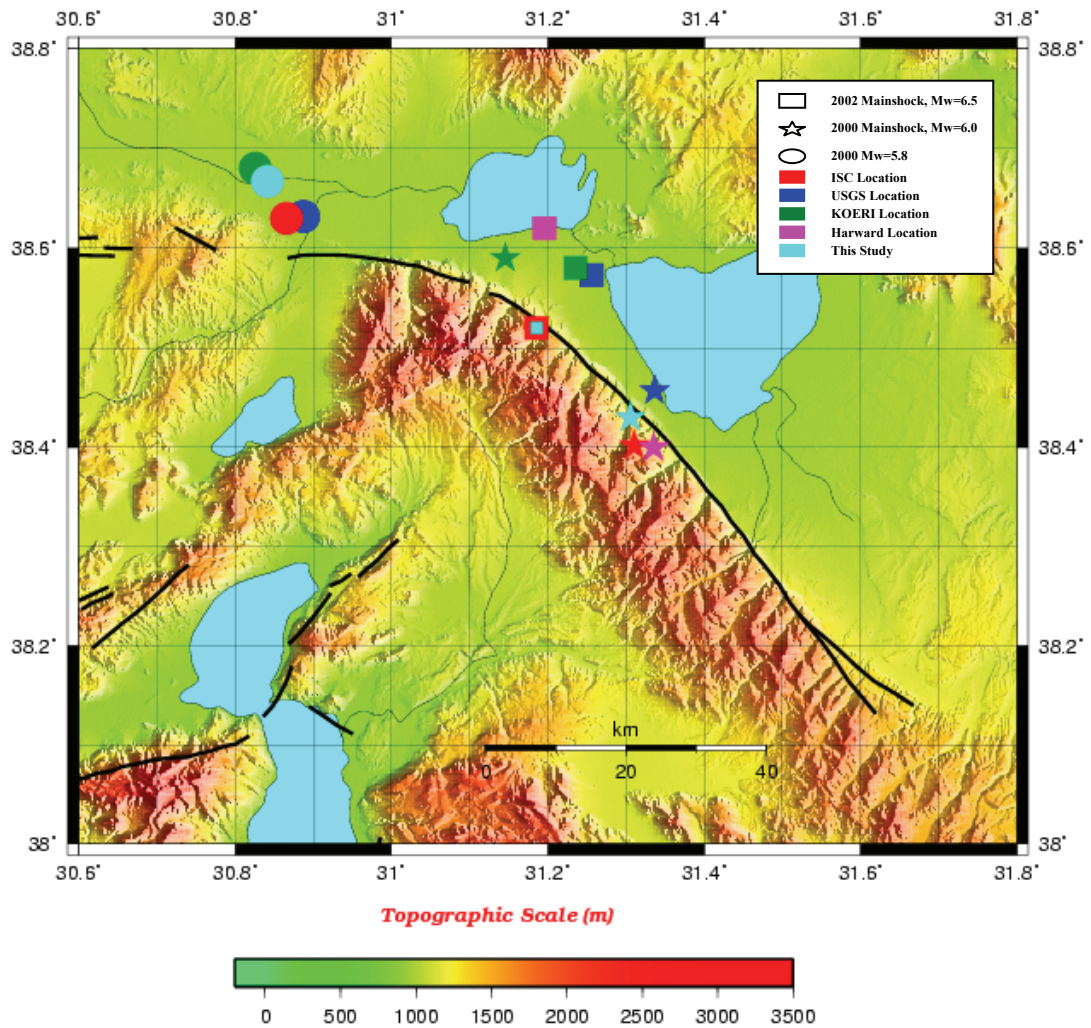 30.6° 30.8° 31° 31.2° 31.4° 31.6° 31.8°
38.8° 38.8°
2002 Mainshock, Mw=6.5
2000 Mainshock, Mw=6.0
2000 Mw=5.8
ISC Location
USGS Location
KOERI Location
Harward Location
This Study
38.6° 38.6°
38.4° 38.4°
38.2° 38.2°
km
0 20 40
38° 38°
30.6° 30.8° 31° 31.2° 31.4° 31.6° 31.8°
Topographic Scale (m)
0 500 1000 1500 2000 2500 3000 3500